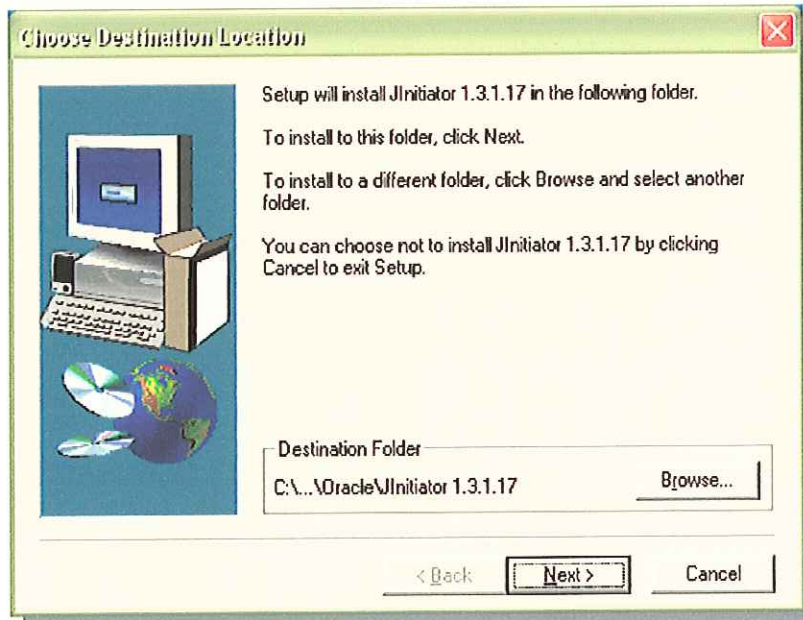 Choose Destination Location
Setup will install JInitiator 1.3.1.17 in the following folder.
To install to this folder, click Next.
To install to a different folder, click Browse and select another
folder.
You can choose not to install JInitiator 1.3.1.17 by clicking
Cancel to exit Setup.
Destination Folder
C:\...\Oracle\JInitiator 1.3.1.17
Browse...
< Back
Next >
Cancel